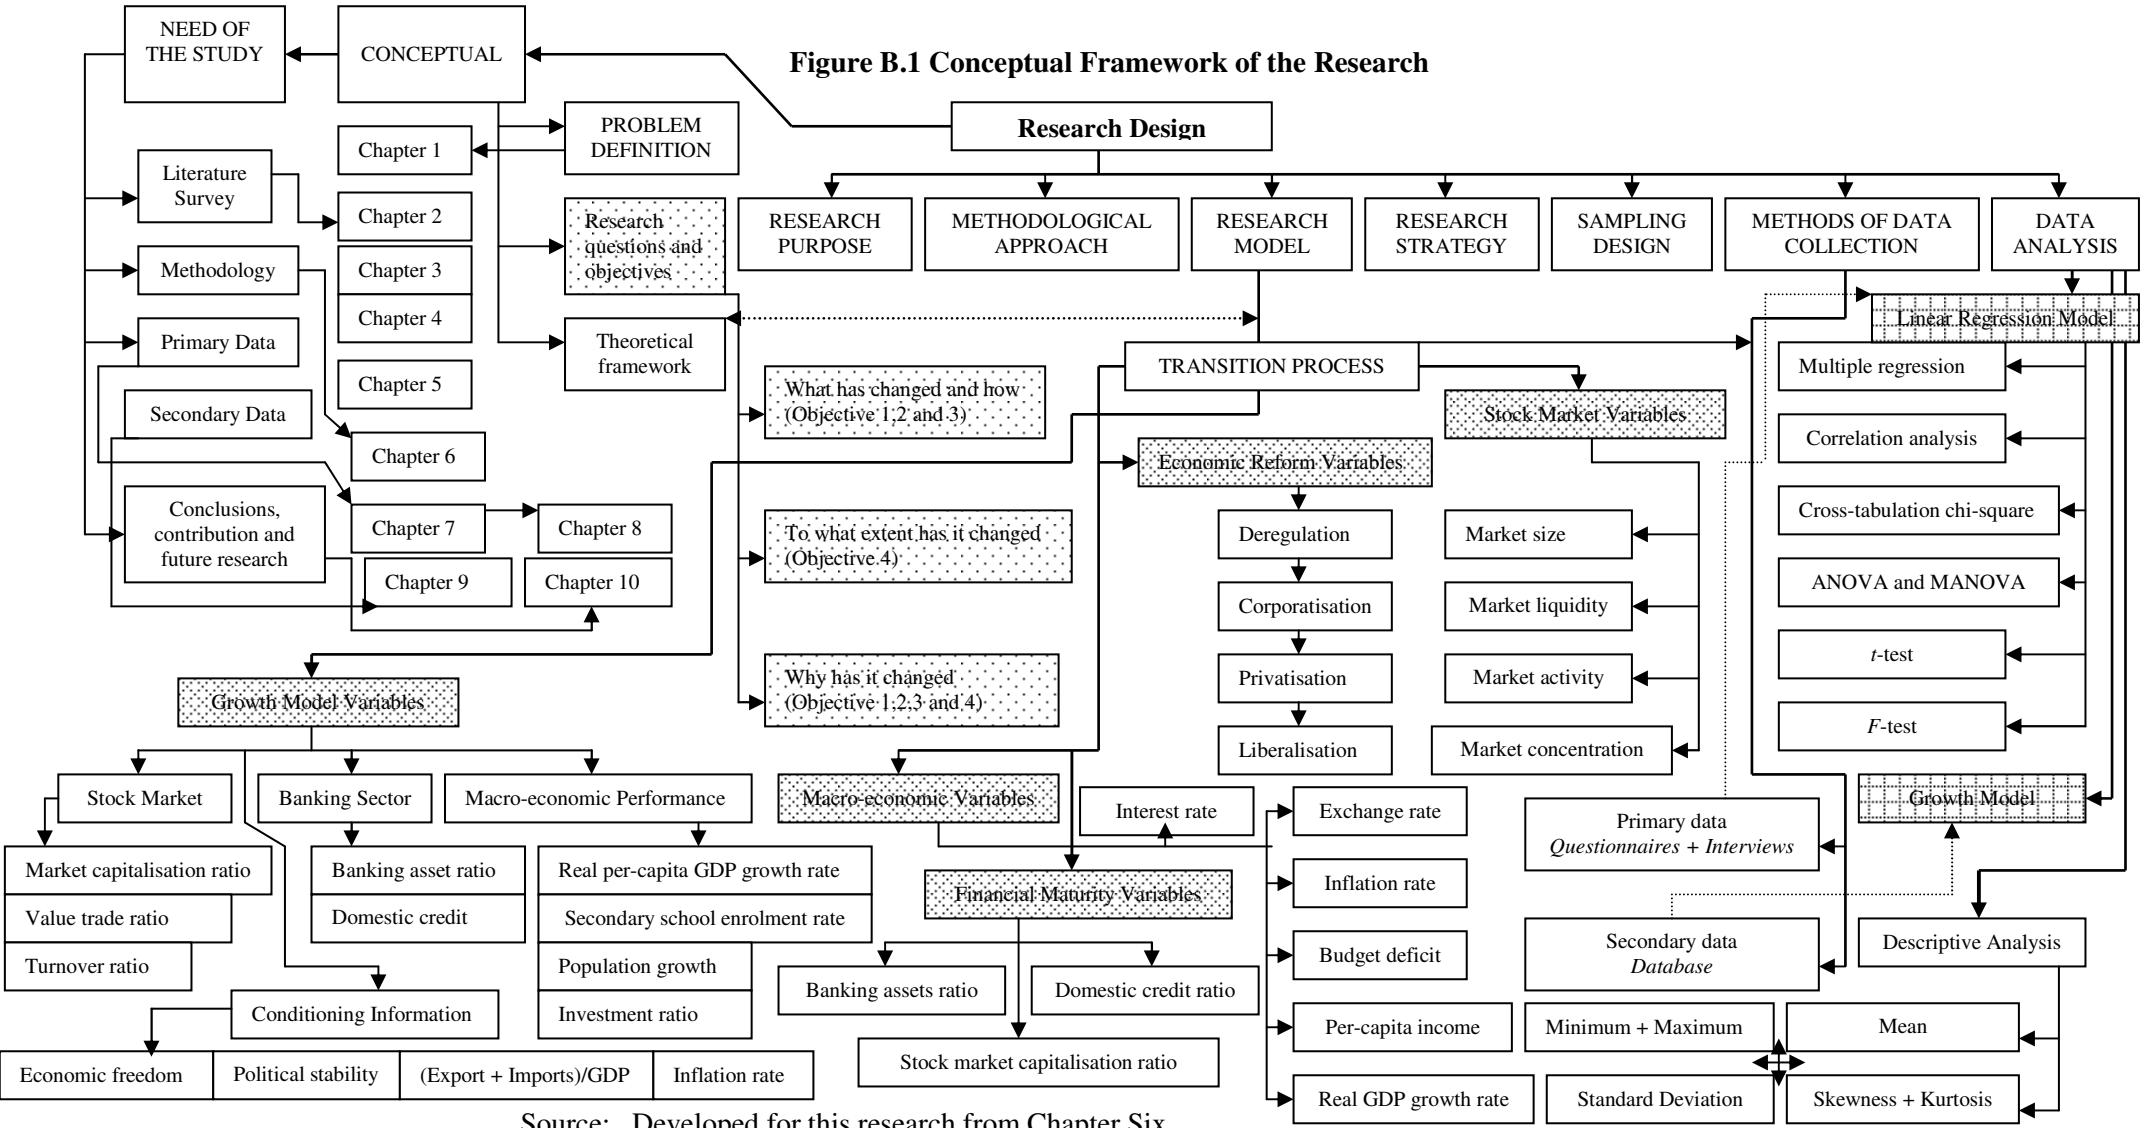 Figure B.1 Conceptual Framework of the Research
NEED OF
THE STUDY
CONCEPTUAL
Research Design
PROBLEM
DEFINITION
Chapter 1
Literature
Survey
Chapter 2
Methodology
Chapter 3
Chapter 4
Primary Data
Chapter 5
Secondary Data
Chapter 6
Conclusions,
contribution and
future research
Chapter 7
Chapter 8
Chapter 9
Chapter 10
Research
questions and
objectives
Theoretical
framework
RESEARCH
PURPOSE
METHODOLOGICAL
APPROACH
RESEARCH
MODEL
RESEARCH
STRATEGY
SAMPLING
DESIGN
METHODS OF DATA
COLLECTION
DATA
ANALYSIS
What has changed and how
(Objective 1,2 and 3)
To what extent has it changed
(Objective 4)
Why has it changed
(Objective 1,2,3 and 4)
TRANSITION PROCESS
Stock Market Variables
Economic Reform Variables
Deregulation
Corporatisation
Privatisation
Liberalisation
Market size
Market liquidity
Market activity
Market concentration
Linear Regression Model
Multiple regression
Correlation analysis
Cross-tabulation chi-square
ANOVA and MANOVA
t-test
F-test
Growth Model
Growth Model Variables
Stock Market
Banking Sector
Macro-economic Performance
Market capitalisation ratio
Value trade ratio
Turnover ratio
Banking asset ratio
Domestic credit
Real per-capita GDP growth rate
Secondary school enrolment rate
Population growth
Investment ratio
Conditioning Information
Economic freedom
Political stability
(Export + Imports)/GDP
Inflation rate
Macro-economic Variables
Interest rate
Exchange rate
Inflation rate
Budget deficit
Per-capita income
Real GDP growth rate
Financial Maturity Variables
Banking assets ratio
Domestic credit ratio
Stock market capitalisation ratio
Primary data
Questionnaires + Interviews
Secondary data
Database
Descriptive Analysis
Minimum + Maximum
Mean
Standard Deviation
Skewness + Kurtosis
Source: Developed for this research from Chapter Six